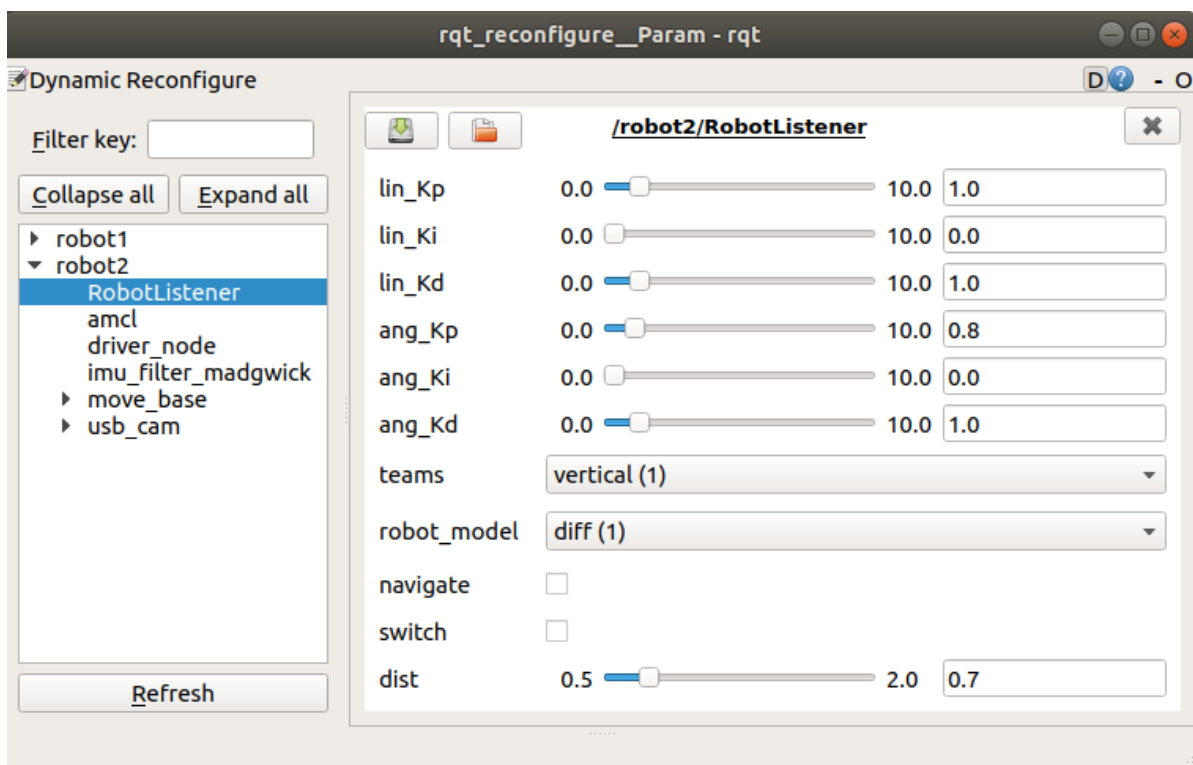 rqt_reconfigure__Param - rqt
Dynamic Reconfigure
D ? - O
Filter key:
Collapse all Expand all
robot1
robot2
RobotListener
amcl
driver_node
imu_filter_madgwick
move_base
usb_cam
Refresh
/robot2/RobotListener
lin_Kp 0.0 10.0 1.0
lin_Ki 0.0 10.0 0.0
lin_Kd 0.0 10.0 1.0
ang_Kp 0.0 10.0 0.8
ang_Ki 0.0 10.0 0.0
ang_Kd 0.0 10.0 1.0
teams vertical (1)
robot_model diff (1)
navigate
switch
dist 0.5 2.0 0.7